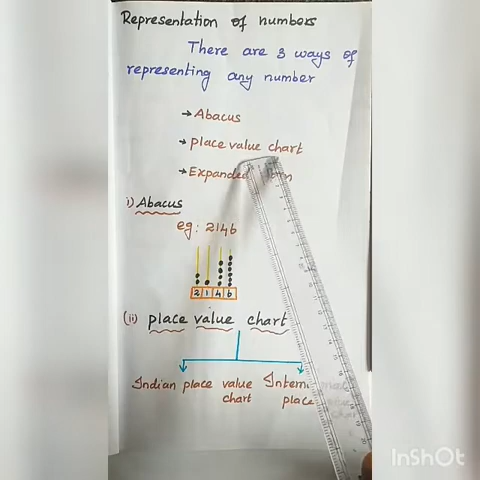 Representation of numbers
There are 3 ways of
representing any number
→ Abacus
→ Place value chart
→ Expanded
i) Abacus
eg: 2146
2 1 4 6
(ii) place value chart
Indian place value
chart
place
InShOt